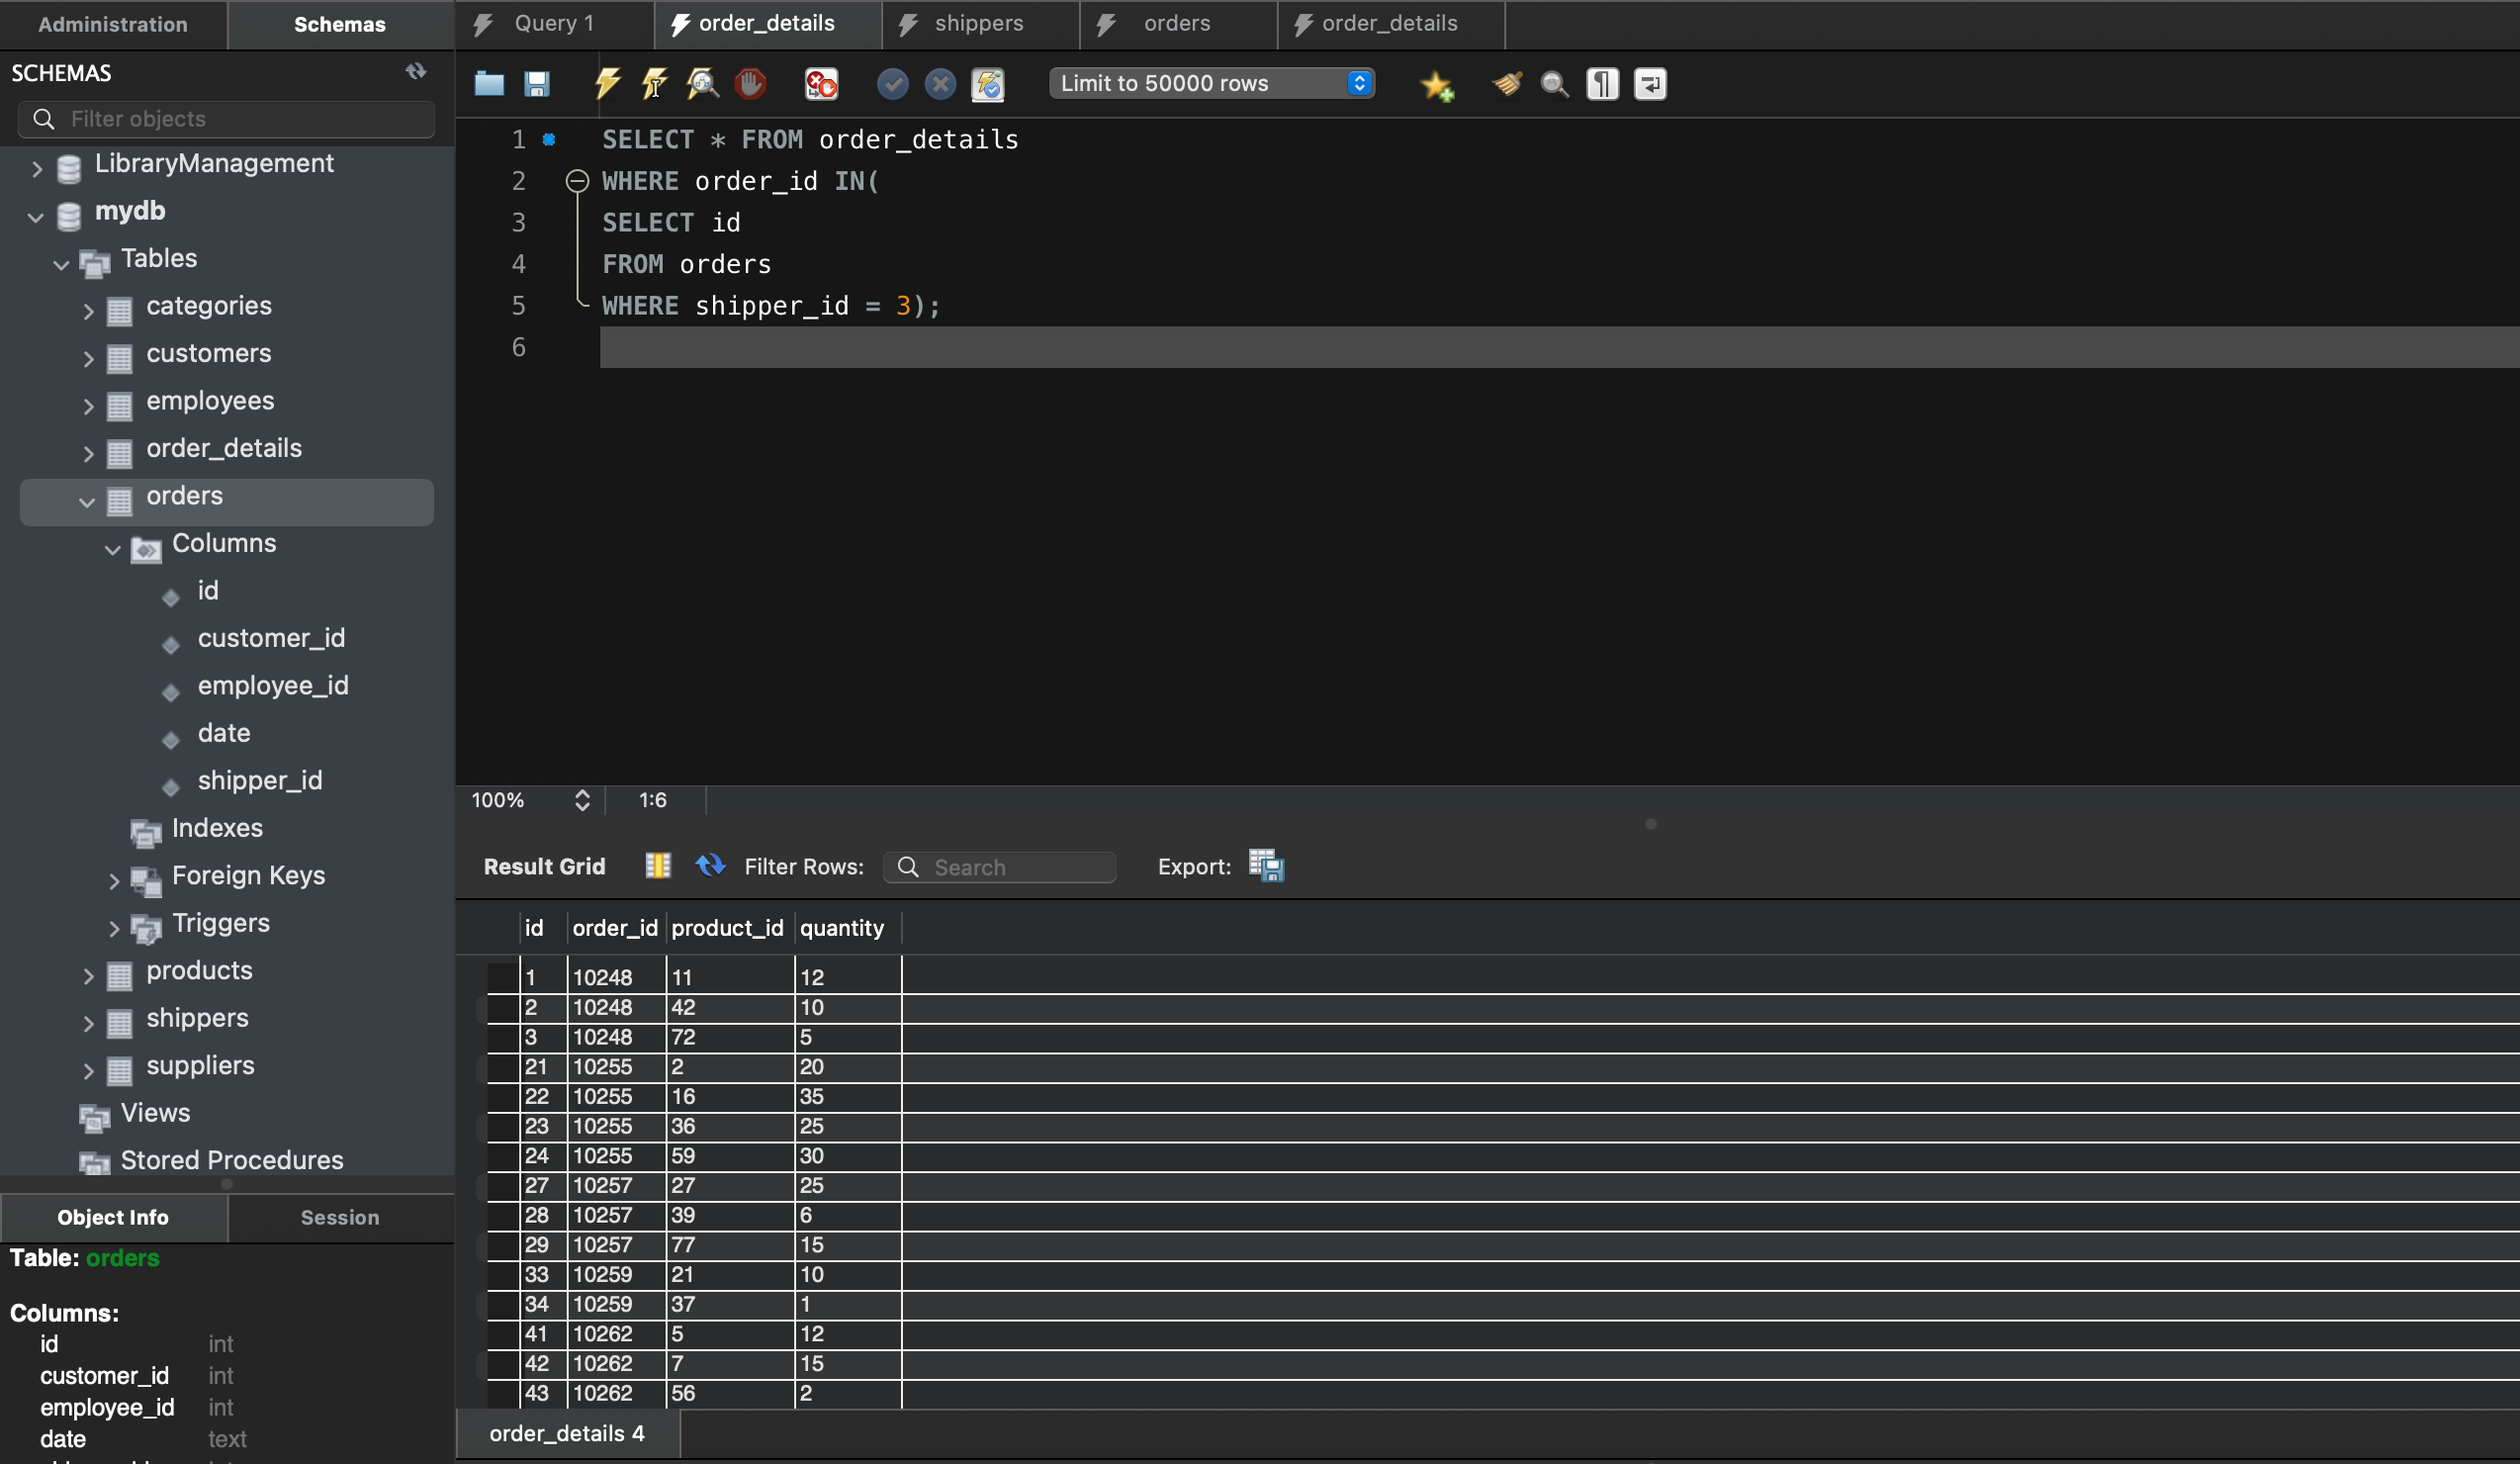 Administration
Schemas
SCHEMAS
Filter objects
LibraryManagement
mydb
Tables
categories
customers
employees
order_details
orders
Columns
id
customer_id
employee_id
date
shipper_id
Indexes
Foreign Keys
Triggers
products
shippers
suppliers
Views
Stored Procedures
Object Info
Session
Table: orders
Columns:
id int
customer_id int
employee_id int
date text
Query 1
order_details
shippers
orders
order_details
Limit to 50000 rows
1 SELECT * FROM order_details
2 WHERE order_id IN(
3 SELECT id
4 FROM orders
5 WHERE shipper_id = 3);
6
100% 1:6
Result Grid Filter Rows: Search Export:
id order_id product_id quantity
1 10248 11 12
2 10248 42 10
3 10248 72 5
21 10255 2 20
22 10255 16 35
23 10255 36 25
24 10255 59 30
27 10257 27 25
28 10257 39 6
29 10257 77 15
33 10259 21 10
34 10259 37 1
41 10262 5 12
42 10262 7 15
43 10262 56 2
order_details 4